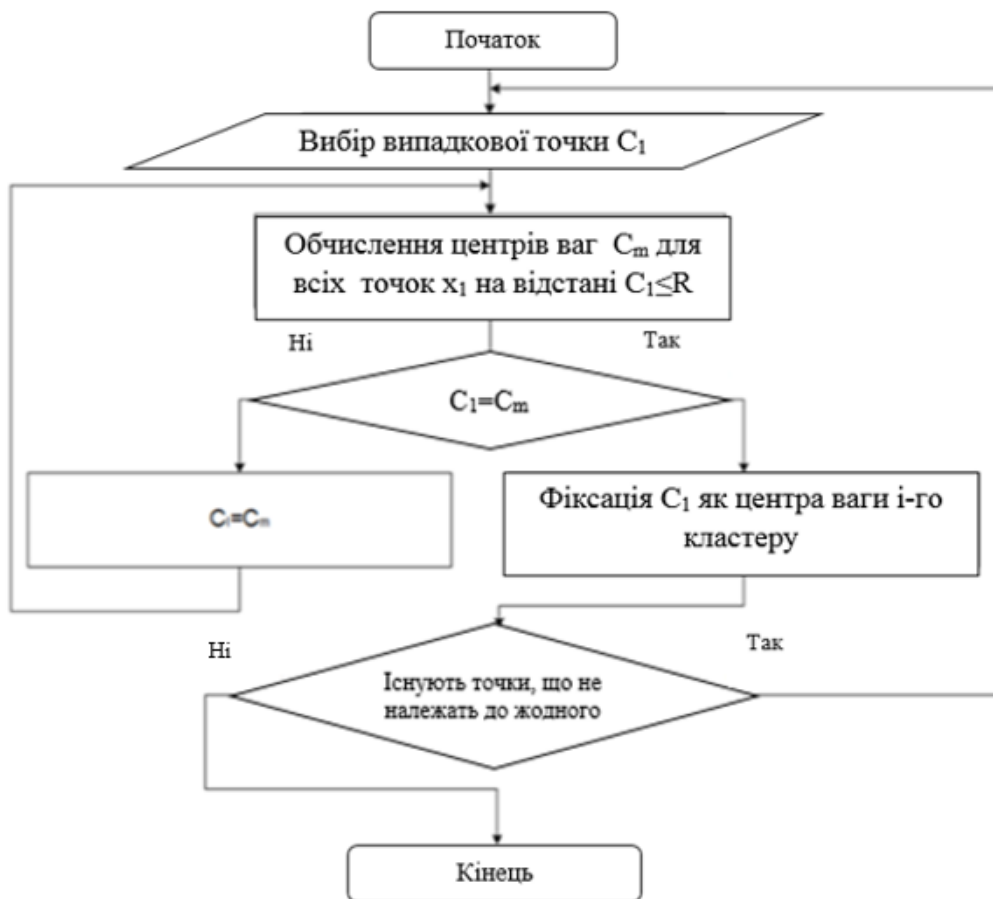 Початок
Вибір випадкової точки C₁
Обчислення центрів ваг Cₘ для
всіх точок x₁ на відстані C₁≤R
Ні
Так
C₁=Cₘ
C₁=Cₘ
Фіксація C₁ як центра ваги і-го
кластеру
Ні
Так
Існують точки, що не
належать до жодного
Кінець